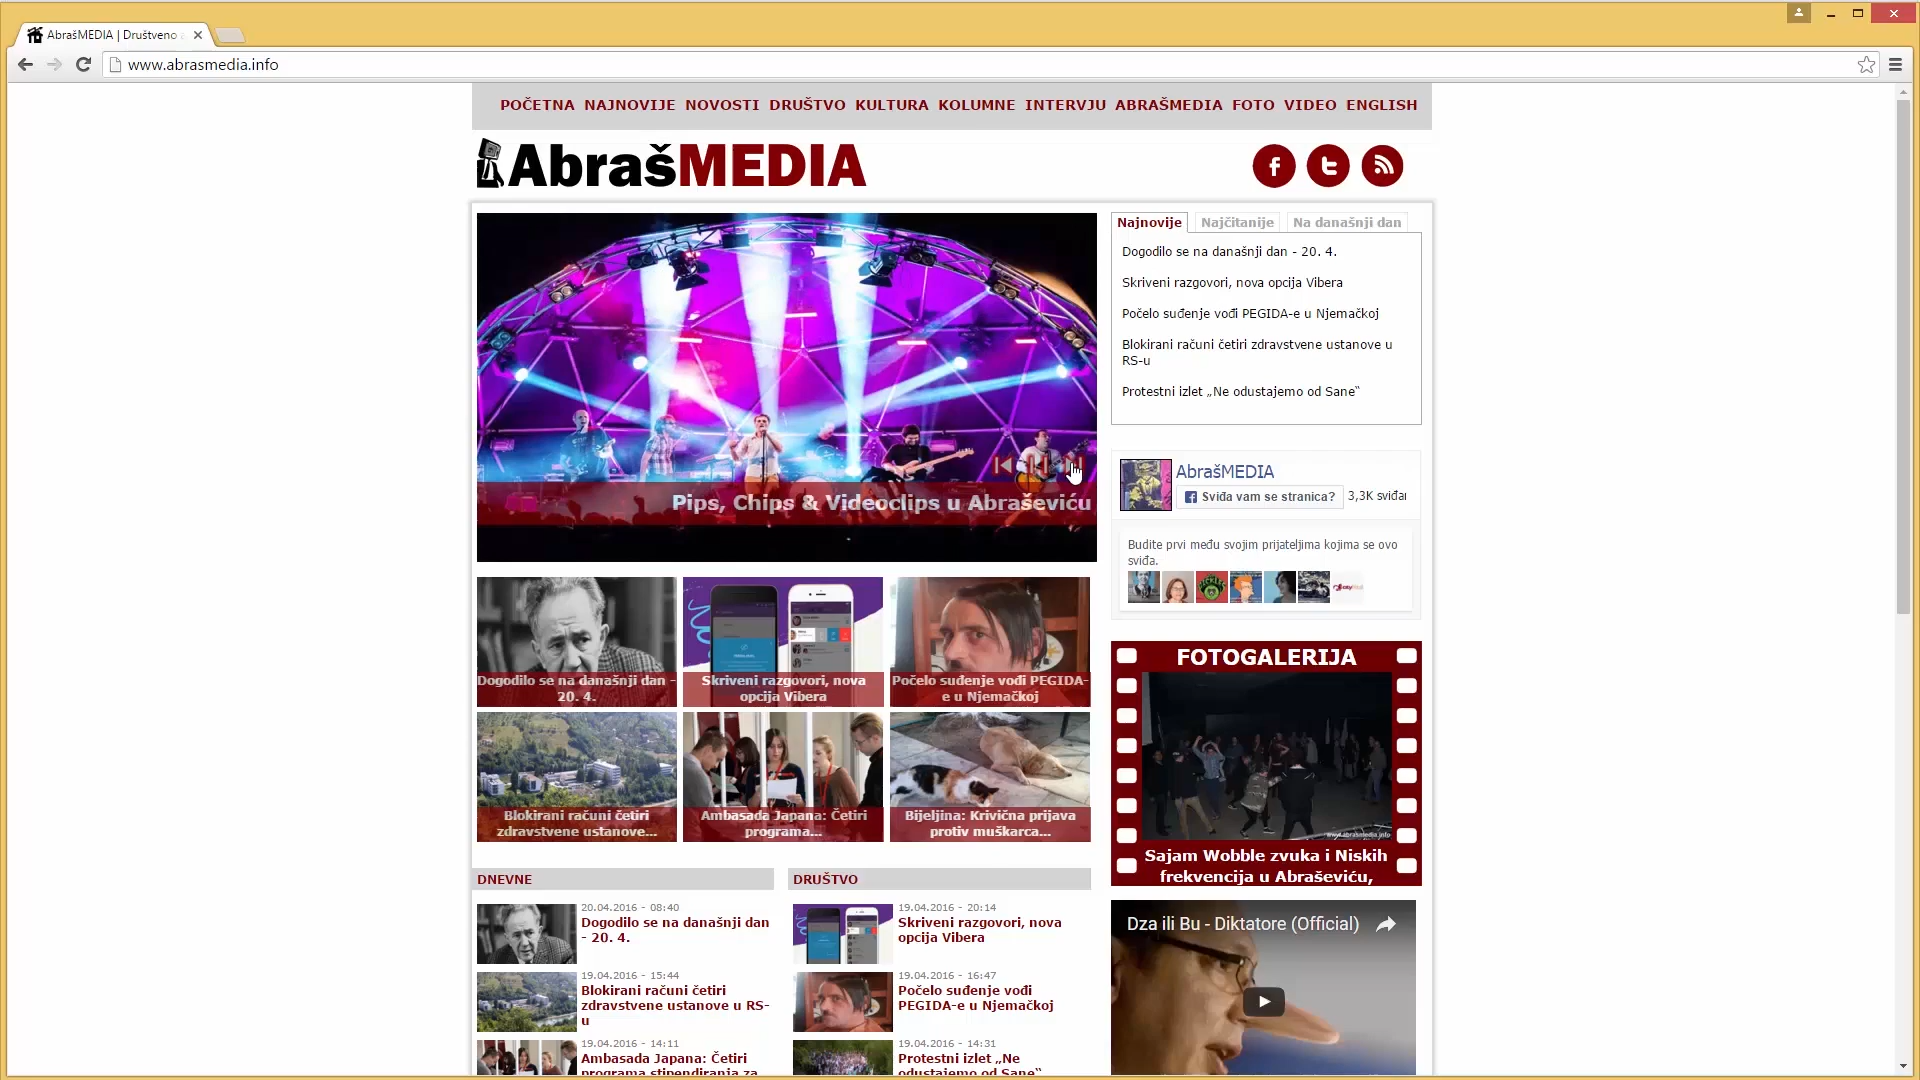 AbrašMEDIA | Društveno
www.abrasmedia.info
POČETNA NAJNOVIJE NOVOSTI DRUŠTVO KULTURA KOLUMNE INTERVJU ABRAŠMEDIA FOTO VIDEO ENGLISH
AbrašMEDIA
Najnovije Najčitanije Na današnji dan
Dogodilo se na današnji dan - 20. 4.
Skriveni razgovori, nova opcija Vibera
Počelo suđenje vođi PEGIDA-e u Njemačkoj
Blokirani računi četiri zdravstvene ustanove u
RS-u
Protestni izlet „Ne odustajemo od Sane“
Pips, Chips & Videoclips u Abraševiću
AbrašMEDIA
Sviđa vam se stranica? 3,3K sviđa
Budite prvi među svojim prijateljima kojima se ovo
sviđa.
Dogodilo se na današnji dan -
20. 4.
Skriveni razgovori, nova
opcija Vibera
Počelo suđenje vođi PEGIDA-
e u Njemačkoj
Blokirani računi četiri
zdravstvene ustanove...
Ambasada Japana: Četiri
programa...
Bijeljina: Krivična prijava
protiv muškarca...
FOTOGALERIJA
www.abrasmedia.info
Sajam Wobble zvuka i Niskih
frekvencija u Abraševiću,
DNEVNE
20.04.2016 - 08:40
Dogodilo se na današnji dan
- 20. 4.
19.04.2016 - 15:44
Blokirani računi četiri
zdravstvene ustanove u RS-
u
19.04.2016 - 14:11
Ambasada Japana: Četiri
programa stipendiranja za
DRUŠTVO
19.04.2016 - 20:14
Skriveni razgovori, nova
opcija Vibera
19.04.2016 - 16:47
Počelo suđenje vođi
PEGIDA-e u Njemačkoj
19.04.2016 - 14:31
Protestni izlet „Ne
odustajemo od Sane“
Dza ili Bu - Diktatore (Official)